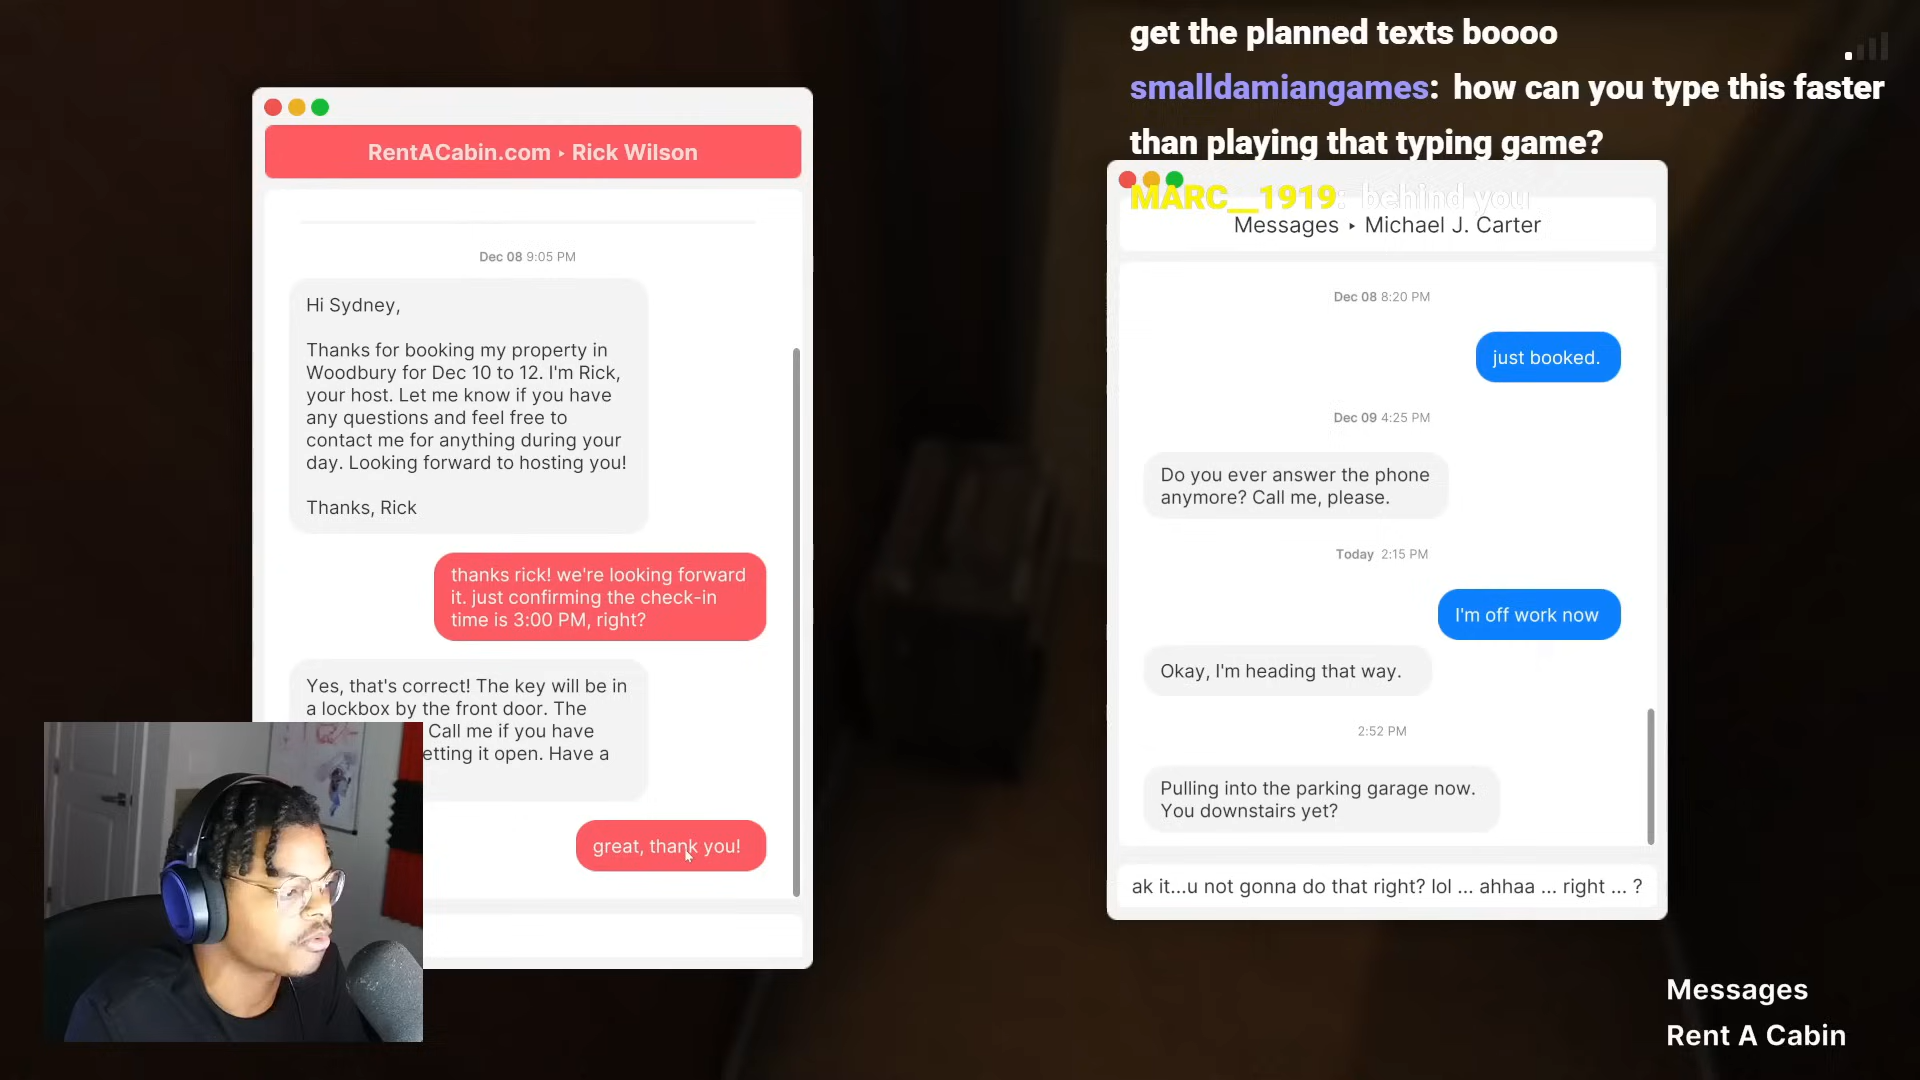 get the planned texts boooo
smalldamiangames: how can you type this faster
than playing that typing game?
MARC__1919: behind you
RentACabin.com ▸ Rick Wilson
Dec 08 9:05 PM
Hi Sydney,
Thanks for booking my property in
Woodbury for Dec 10 to 12. I'm Rick,
your host. Let me know if you have
any questions and feel free to
contact me for anything during your
day. Looking forward to hosting you!
Thanks, Rick
thanks rick! we're looking forward
it. just confirming the check-in
time is 3:00 PM, right?
Yes, that's correct! The key will be in
a lockbox by the front door. The
Call me if you have
etting it open. Have a
great, thank you!
Messages ▸ Michael J. Carter
Dec 08 8:20 PM
just booked.
Dec 09 4:25 PM
Do you ever answer the phone
anymore? Call me, please.
Today 2:15 PM
I'm off work now
Okay, I'm heading that way.
2:52 PM
Pulling into the parking garage now.
You downstairs yet?
ak it...u not gonna do that right? lol ... ahhaa ... right ... ?
Messages
Rent A Cabin